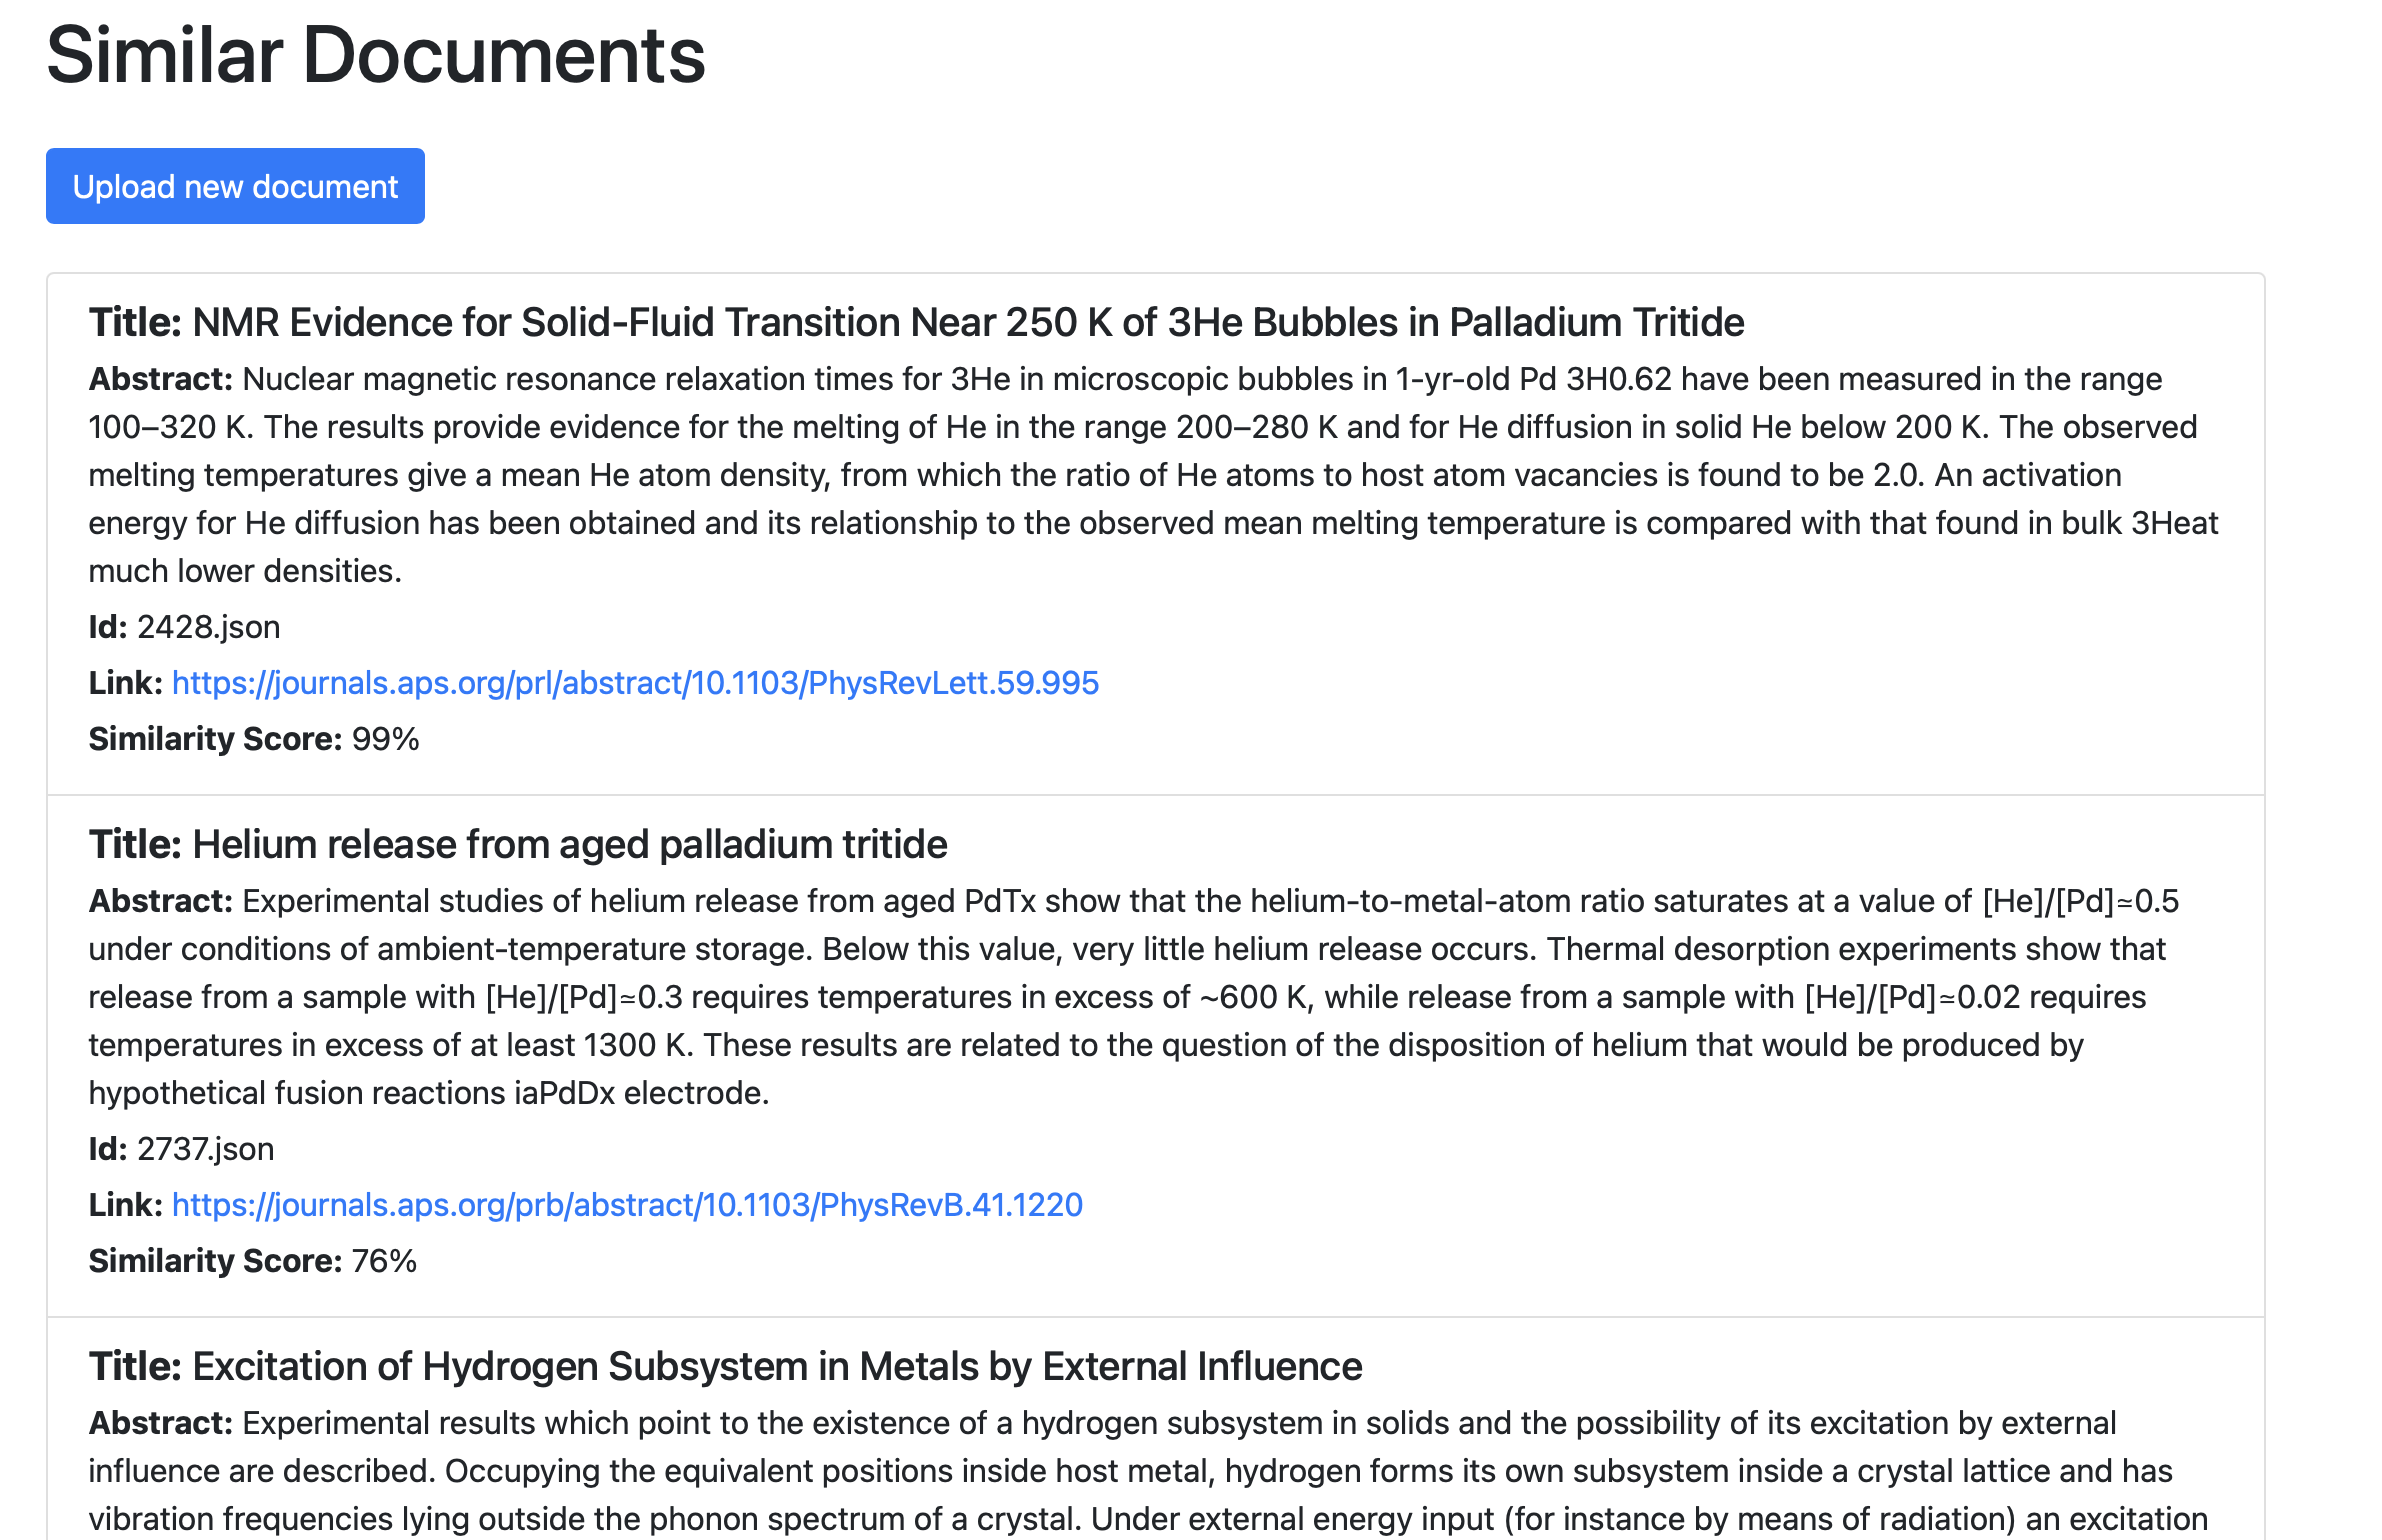 Similar Documents
Upload new document
Title: NMR Evidence for Solid-Fluid Transition Near 250 K of 3He Bubbles in Palladium Tritide
Abstract: Nuclear magnetic resonance relaxation times for 3He in microscopic bubbles in 1-yr-old Pd 3H0.62 have been measured in the range
100–320 K. The results provide evidence for the melting of He in the range 200–280 K and for He diffusion in solid He below 200 K. The observed
melting temperatures give a mean He atom density, from which the ratio of He atoms to host atom vacancies is found to be 2.0. An activation
energy for He diffusion has been obtained and its relationship to the observed mean melting temperature is compared with that found in bulk 3Heat
much lower densities.
Id: 2428.json
Link: https://journals.aps.org/prl/abstract/10.1103/PhysRevLett.59.995
Similarity Score: 99%
Title: Helium release from aged palladium tritide
Abstract: Experimental studies of helium release from aged PdTx show that the helium-to-metal-atom ratio saturates at a value of [He]/[Pd]≃0.5
under conditions of ambient-temperature storage. Below this value, very little helium release occurs. Thermal desorption experiments show that
release from a sample with [He]/[Pd]≃0.3 requires temperatures in excess of ~600 K, while release from a sample with [He]/[Pd]≃0.02 requires
temperatures in excess of at least 1300 K. These results are related to the question of the disposition of helium that would be produced by
hypothetical fusion reactions iaPdDx electrode.
Id: 2737.json
Link: https://journals.aps.org/prb/abstract/10.1103/PhysRevB.41.1220
Similarity Score: 76%
Title: Excitation of Hydrogen Subsystem in Metals by External Influence
Abstract: Experimental results which point to the existence of a hydrogen subsystem in solids and the possibility of its excitation by external
influence are described. Occupying the equivalent positions inside host metal, hydrogen forms its own subsystem inside a crystal lattice and has
vibration frequencies lying outside the phonon spectrum of a crystal. Under external energy input (for instance by means of radiation) an excitation